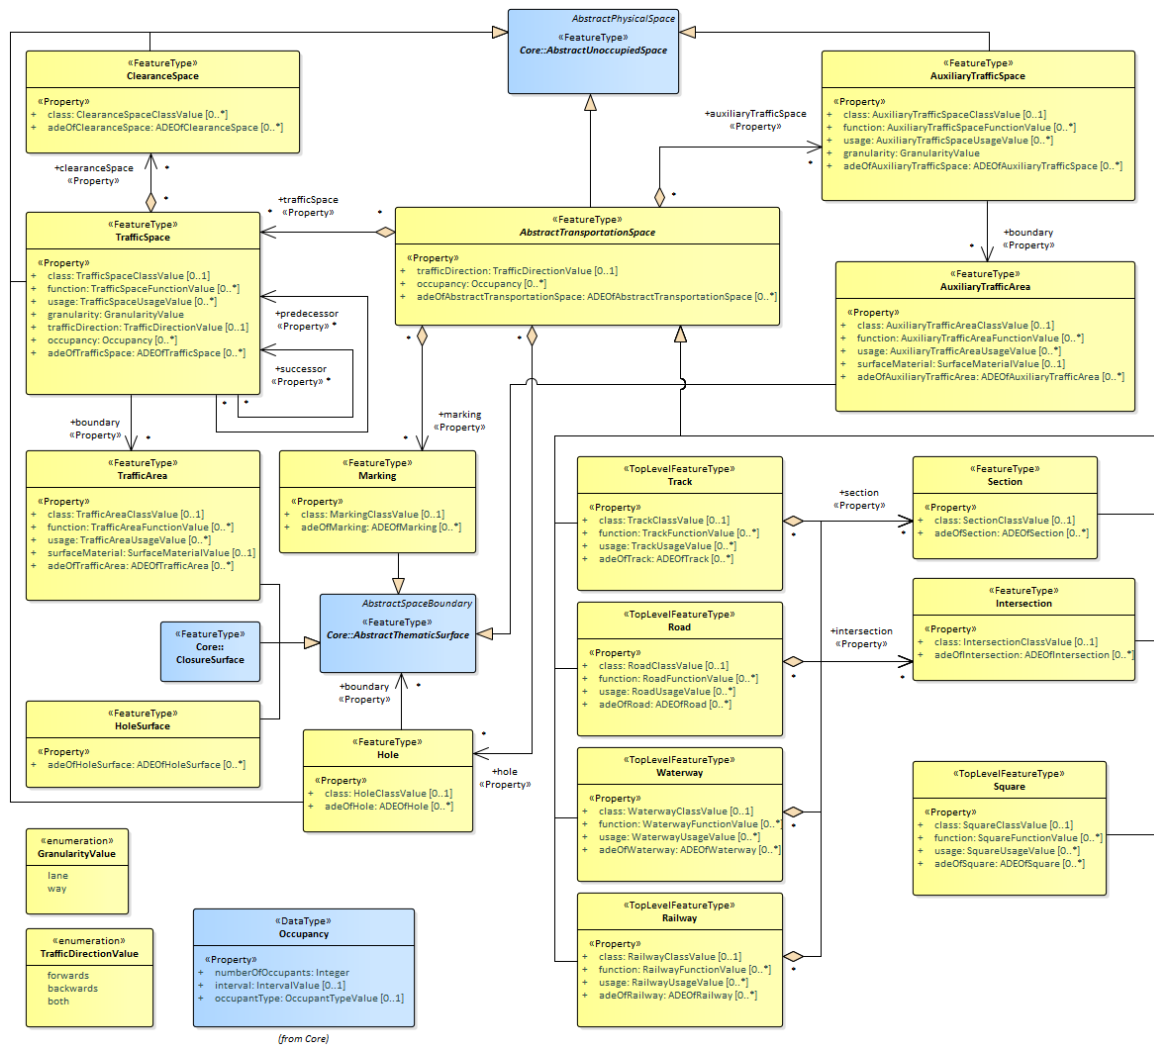 AbstractPhysicalSpace
«FeatureType»
Core::AbstractUnoccupiedSpace
«FeatureType»
ClearanceSpace
«Property»
+ class: ClearanceSpaceClassValue [0..*]
+ adeOfClearanceSpace: ADEOfClearanceSpace [0..*]
«FeatureType»
AuxiliaryTrafficSpace
«Property»
+ class: AuxiliaryTrafficSpaceClassValue [0..1]
+ function: AuxiliaryTrafficSpaceFunctionValue [0..*]
+ usage: AuxiliaryTrafficSpaceUsageValue [0..*]
+ granularity: GranularityValue
+ adeOfAuxiliaryTrafficSpace: ADEOfAuxiliaryTrafficSpace [0..*]
+auxiliaryTrafficSpace
«Property»
*
*
+clearanceSpace
«Property»
*
*
+trafficSpace
«Property»
*
*
«FeatureType»
TrafficSpace
«Property»
+ class: TrafficSpaceClassValue [0..1]
+ function: TrafficSpaceFunctionValue [0..*]
+ usage: TrafficSpaceUsageValue [0..*]
+ granularity: GranularityValue
+ trafficDirection: TrafficDirectionValue [0..1]
+ occupancy: Occupancy [0..*]
+ adeOfTrafficSpace: ADEOfTrafficSpace [0..*]
«FeatureType»
AbstractTransportationSpace
«Property»
+ trafficDirection: TrafficDirectionValue [0..1]
+ occupancy: Occupancy [0..*]
+ adeOfAbstractTransportationSpace: ADEOfAbstractTransportationSpace [0..*]
+boundary
«Property»
*
«FeatureType»
AuxiliaryTrafficArea
«Property»
+ class: AuxiliaryTrafficAreaClassValue [0..1]
+ function: AuxiliaryTrafficAreaFunctionValue [0..*]
+ usage: AuxiliaryTrafficAreaUsageValue [0..*]
+ surfaceMaterial: SurfaceMaterialValue [0..1]
+ adeOfAuxiliaryTrafficArea: ADEOfAuxiliaryTrafficArea [0..*]
+predecessor
«Property» *
+successor
«Property» *
*
*
+boundary
«Property»
*
*
+marking
«Property»
*
*
«FeatureType»
TrafficArea
«Property»
+ class: TrafficAreaClassValue [0..1]
+ function: TrafficAreaFunctionValue [0..*]
+ usage: TrafficAreaUsageValue [0..*]
+ surfaceMaterial: SurfaceMaterialValue [0..1]
+ adeOfTrafficArea: ADEOfTrafficArea [0..*]
«FeatureType»
Marking
«Property»
+ class: MarkingClassValue [0..1]
+ adeOfMarking: ADEOfMarking [0..*]
«TopLevelFeatureType»
Track
«Property»
+ class: TrackClassValue [0..1]
+ function: TrackFunctionValue [0..*]
+ usage: TrackUsageValue [0..*]
+ adeOfTrack: ADEOfTrack [0..*]
+section
«Property»
*
*
«FeatureType»
Section
«Property»
+ class: SectionClassValue [0..1]
+ adeOfSection: ADEOfSection [0..*]
«FeatureType»
Intersection
«Property»
+ class: IntersectionClassValue [0..1]
+ adeOfIntersection: ADEOfIntersection [0..*]
AbstractSpaceBoundary
«FeatureType»
Core::AbstractThematicSurface
«FeatureType»
Core::
ClosureSurface
«TopLevelFeatureType»
Road
«Property»
+ class: RoadClassValue [0..1]
+ function: RoadFunctionValue [0..*]
+ usage: RoadUsageValue [0..*]
+ adeOfRoad: ADEOfRoad [0..*]
+intersection
«Property»
*
*
+boundary
«Property»
*
«FeatureType»
HoleSurface
«Property»
+ adeOfHoleSurface: ADEOfHoleSurface [0..*]
«FeatureType»
Hole
«Property»
+ class: HoleClassValue [0..1]
+ adeOfHole: ADEOfHole [0..*]
*
+hole
«Property»
«TopLevelFeatureType»
Waterway
«Property»
+ class: WaterwayClassValue [0..1]
+ function: WaterwayFunctionValue [0..*]
+ usage: WaterwayUsageValue [0..*]
+ adeOfWaterway: ADEOfWaterway [0..*]
*
«TopLevelFeatureType»
Square
«Property»
+ class: SquareClassValue [0..1]
+ function: SquareFunctionValue [0..*]
+ usage: SquareUsageValue [0..*]
+ adeOfSquare: ADEOfSquare [0..*]
«enumeration»
GranularityValue
lane
way
«enumeration»
TrafficDirectionValue
forwards
backwards
both
«DataType»
Occupancy
«Property»
+ numberOfOccupants: Integer
+ interval: IntervalValue [0..1]
+ occupantType: OccupantTypeValue [0..1]
(from Core)
«TopLevelFeatureType»
Railway
«Property»
+ class: RailwayClassValue [0..1]
+ function: RailwayFunctionValue [0..*]
+ usage: RailwayUsageValue [0..*]
+ adeOfRailway: ADEOfRailway [0..*]
*